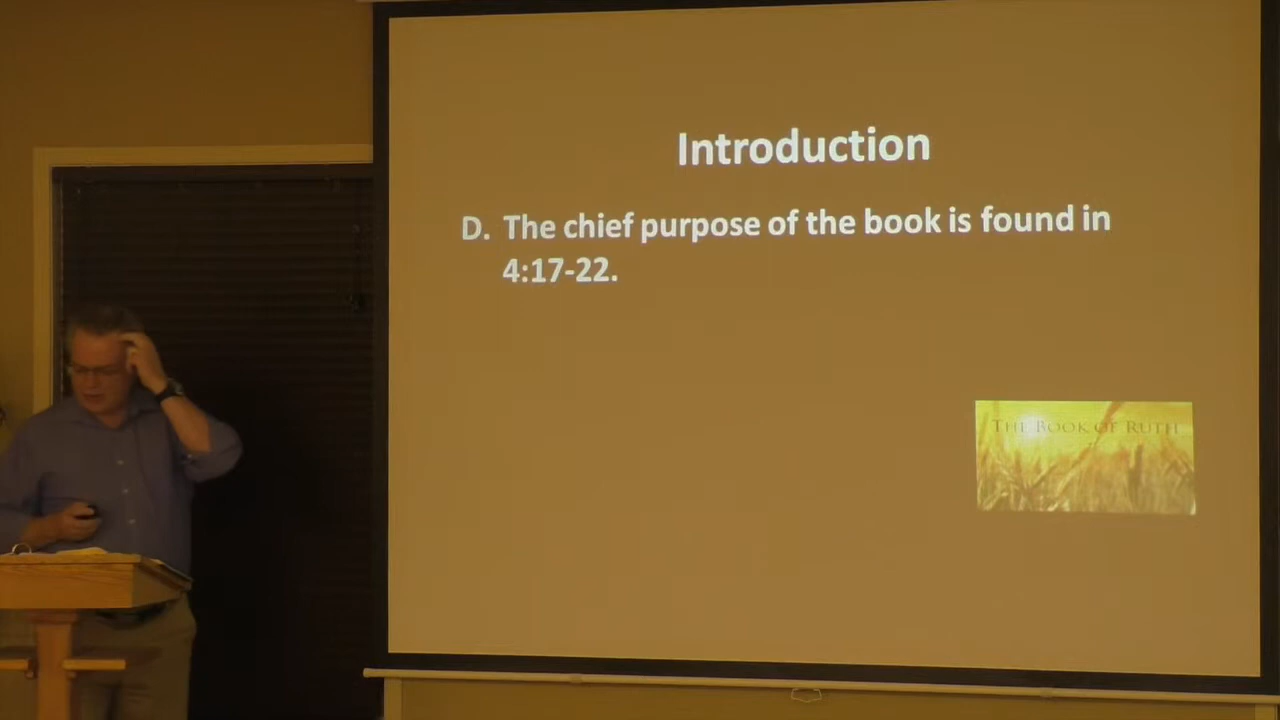 Introduction
D. The chief purpose of the book is found in
4:17-22.
THE BOOK OF RUTH